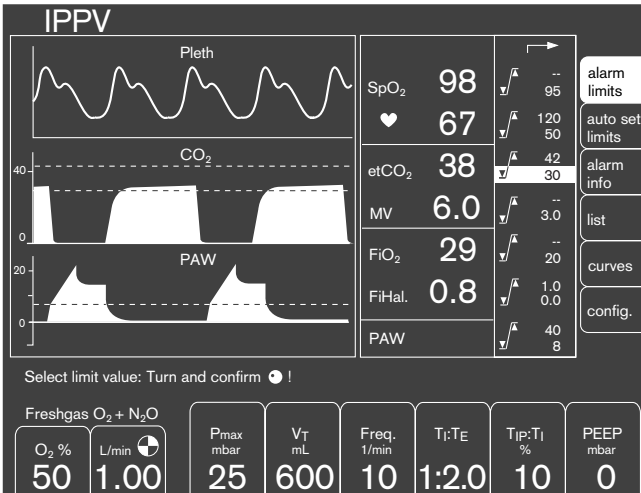 IPPV
Pleth
CO2
40
0
PAW
20
0
SpO2 98 -- 95
67 120 50
etCO2 38 42 30
MV 6.0 -- 3.0
FiO2 29 -- 20
FiHal. 0.8 1.0 0.0
PAW 40 8
alarm
limits
auto set
limits
alarm
info
list
curves
config.
Select limit value: Turn and confirm !
Freshgas O2 + N2O
O2 %
50
L/min
1.00
Pmax
mbar
25
VT
mL
600
Freq.
1/min
10
TI:TE
1:2.0
TIP:TI
%
10
PEEP
mbar
0